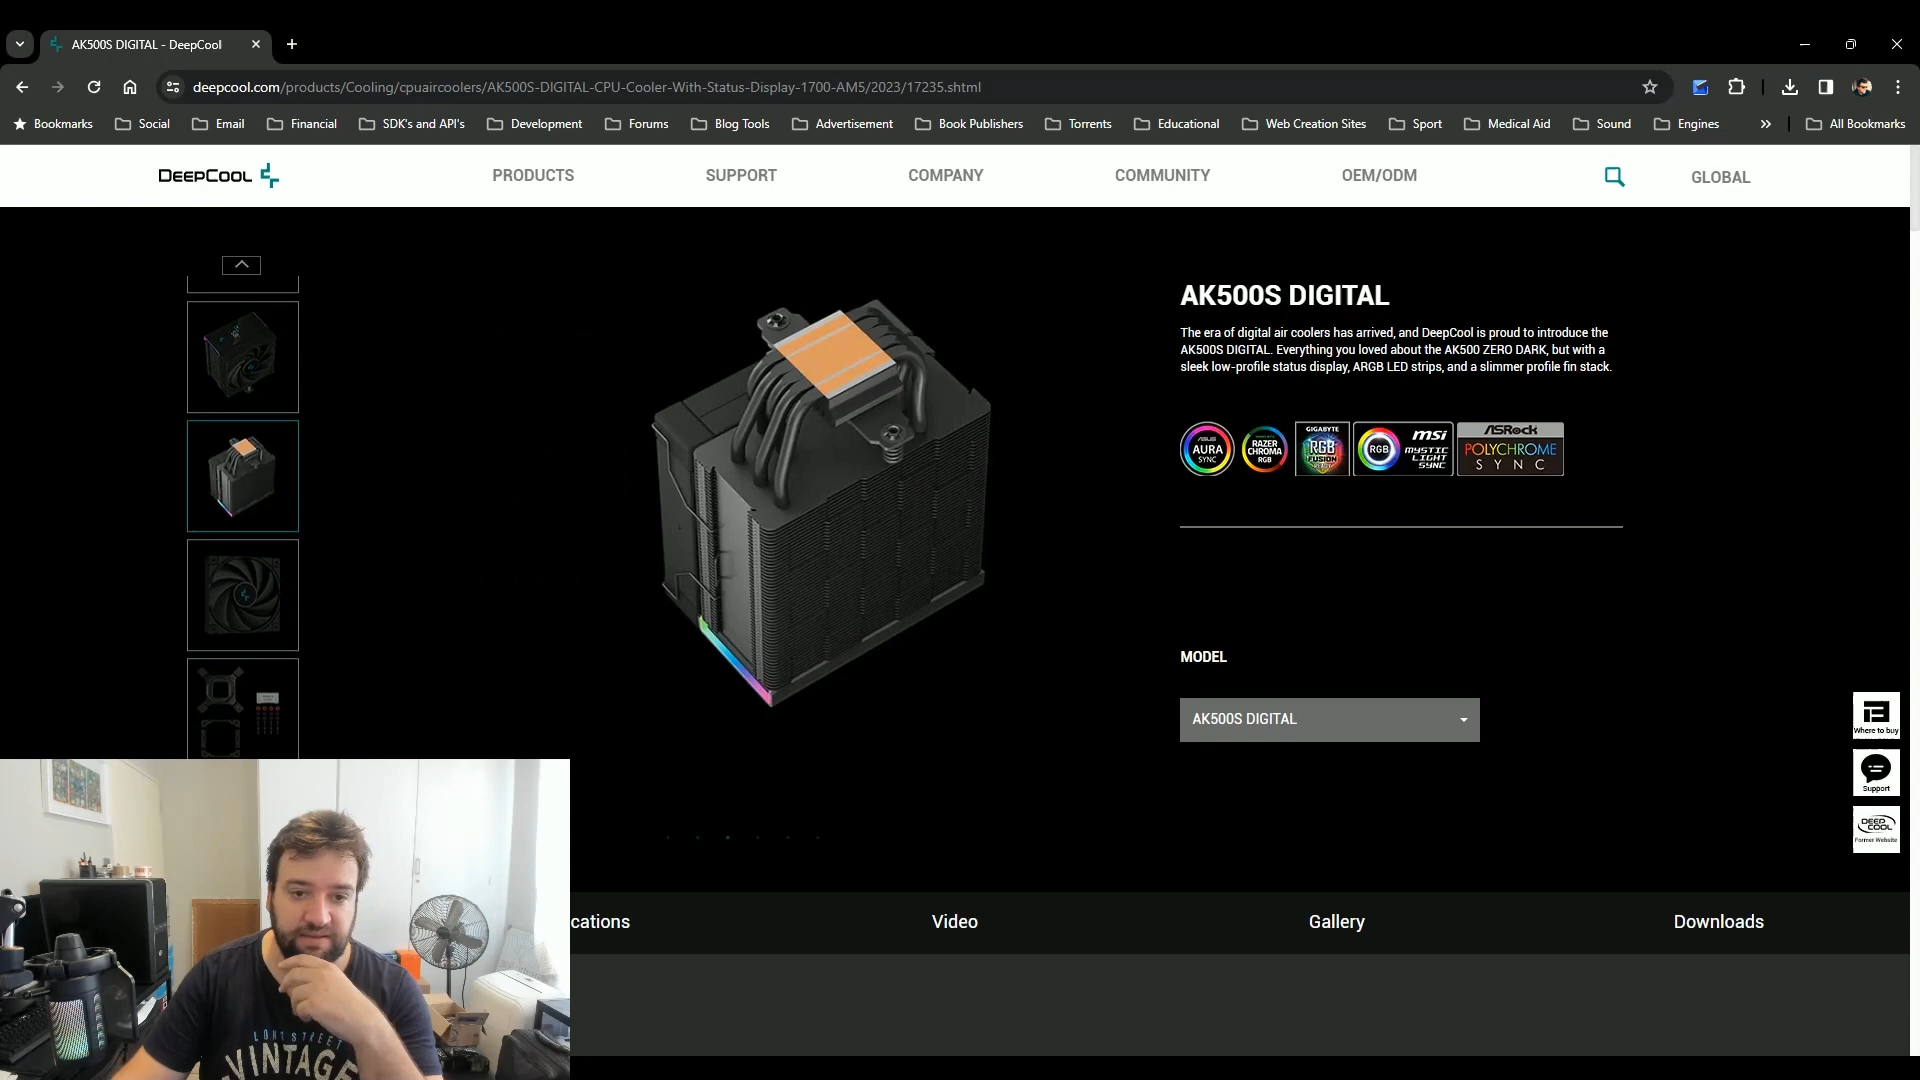 AK500S DIGITAL - DeepCool
deepcool.com/products/Cooling/cpuaircoolers/AK500S-DIGITAL-CPU-Cooler-With-Status-Display-1700-AM5/2023/17235.shtml
Bookmarks Social Email Financial SDK's and API's Development Forums Blog Tools Advertisement Book Publishers Torrents Educational Web Creation Sites Sport Medical Aid Sound Engines » All Bookmarks
DEEPCOOL PRODUCTS SUPPORT COMPANY COMMUNITY OEM/ODM GLOBAL
AK500S DIGITAL
The era of digital air coolers has arrived, and DeepCool is proud to introduce the
AK500S DIGITAL. Everything you loved about the AK500 ZERO DARK, but with a
sleek low-profile status display, ARGB LED strips, and a slimmer profile fin stack.
ASUS
AURA
SYNC
RAZER
CHROMA
RGB
GIGABYTE
RGB
FUSION
RGB
msi
MYSTIC
LIGHT
SYNC
ASRock
POLYCHROME
SYNC
MODEL
AK500S DIGITAL
Where to buy
Support
DEEP
COOL
Former Website
cations Video Gallery Downloads
LONG STREET
VINTAGE